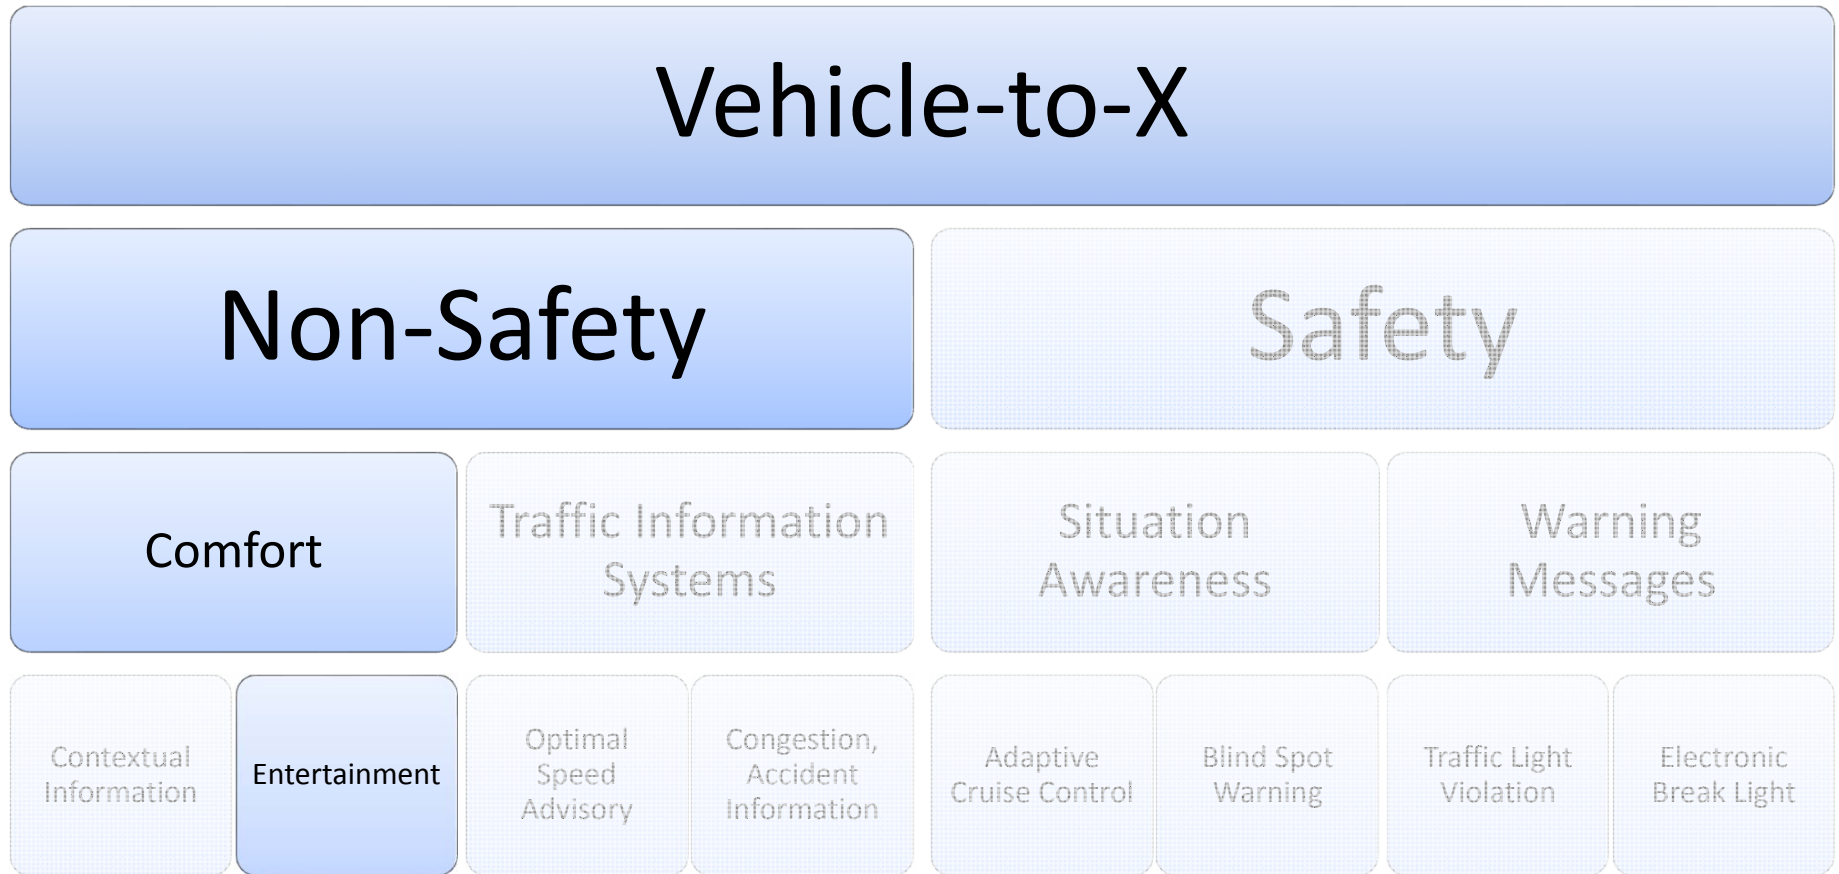 Vehicle-to-X
Non-Safety
Safety
Comfort
Traffic Information
Systems
Situation
Awareness
Warning
Messages
Contextual
Information
Entertainment
Optimal
Speed
Advisory
Congestion,
Accident
Information
Adaptive
Cruise Control
Blind Spot
Warning
Traffic Light
Violation
Electronic
Break Light